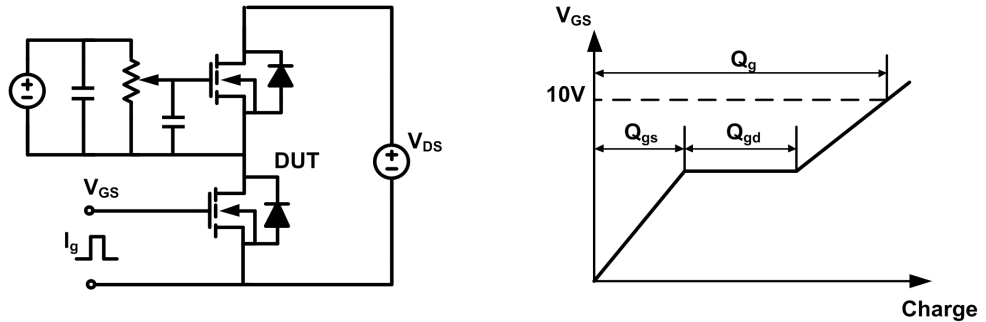 DUT
V_DS
V_GS
I_g
V_GS
Q_g
10V
Q_gs
Q_gd
Charge